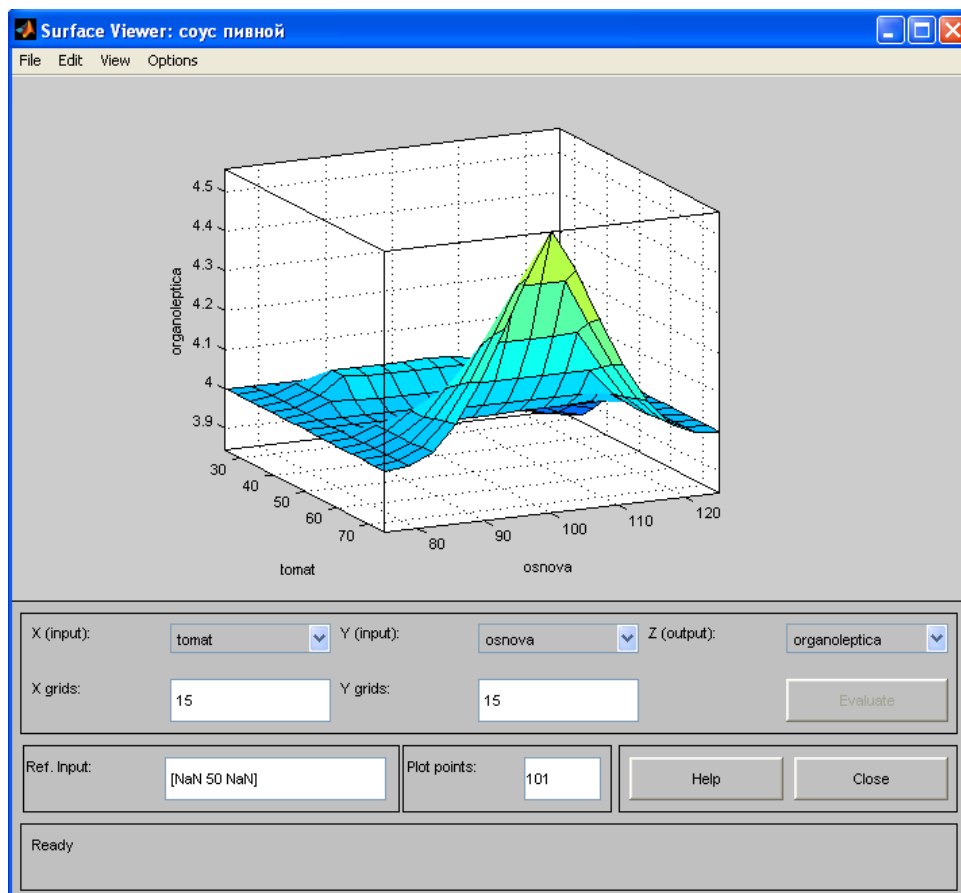 Surface Viewer: соус пивной
File Edit View Options
4.5
4.4
4.3
4.2
4.1
4
3.9
organoleptica
30
40
50
60
70
tomat
80
90
100
110
120
osnova
X (input): tomat Y (input): osnova Z (output): organoleptica
X grids: 15 Y grids: 15 Evaluate
Ref. Input: [NaN 50 NaN] Plot points: 101 Help Close
Ready